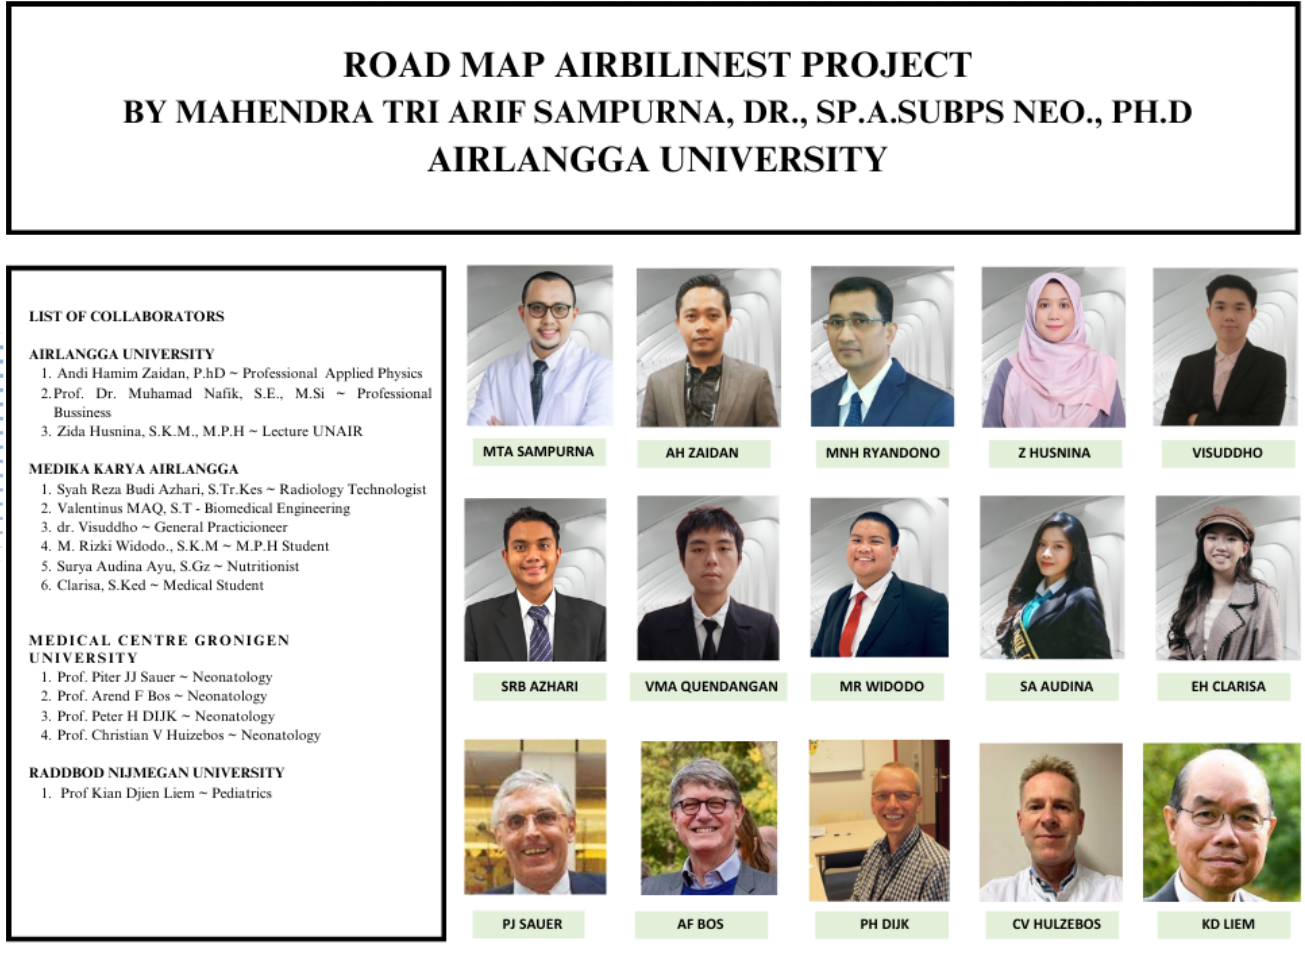 ROAD MAP AIRBILINEST PROJECT
BY MAHENDRA TRI ARIF SAMPURNA, DR., SP.A.SUBPS NEO., PH.D
AIRLANGGA UNIVERSITY
LIST OF COLLABORATORS
AIRLANGGA UNIVERSITY
1. Andi Hamim Zaidan, P.hD ~ Professional Applied Physics
2. Prof. Dr. Muhamad Nafik, S.E., M.Si ~ Professional
Bussiness
3. Zida Husnina, S.K.M., M.P.H ~ Lecture UNAIR
MEDIKA KARYA AIRLANGGA
1. Syah Reza Budi Azhari, S.Tr.Kes ~ Radiology Technologist
2. Valentinus MAQ, S.T - Biomedical Engineering
3. dr. Visuddho ~ General Practicioneer
4. M. Rizki Widodo., S.K.M ~ M.P.H Student
5. Surya Audina Ayu, S.Gz ~ Nutritionist
6. Clarisa, S.Ked ~ Medical Student
MEDICAL CENTRE GRONIGEN
UNIVERSITY
1. Prof. Piter JJ Sauer ~ Neonatology
2. Prof. Arend F Bos ~ Neonatology
3. Prof. Peter H DIJK ~ Neonatology
4. Prof. Christian V Huizebos ~ Neonatology
RADDBOD NIJMEGAN UNIVERSITY
1. Prof Kian Djien Liem ~ Pediatrics
MTA SAMPURNA
AH ZAIDAN
MNH RYANDONO
Z HUSNINA
VISUDDHO
SRB AZHARI
VMA QUENDANGAN
MR WIDODO
SA AUDINA
EH CLARISA
PJ SAUER
AF BOS
PH DIJK
CV HULZEBOS
KD LIEM